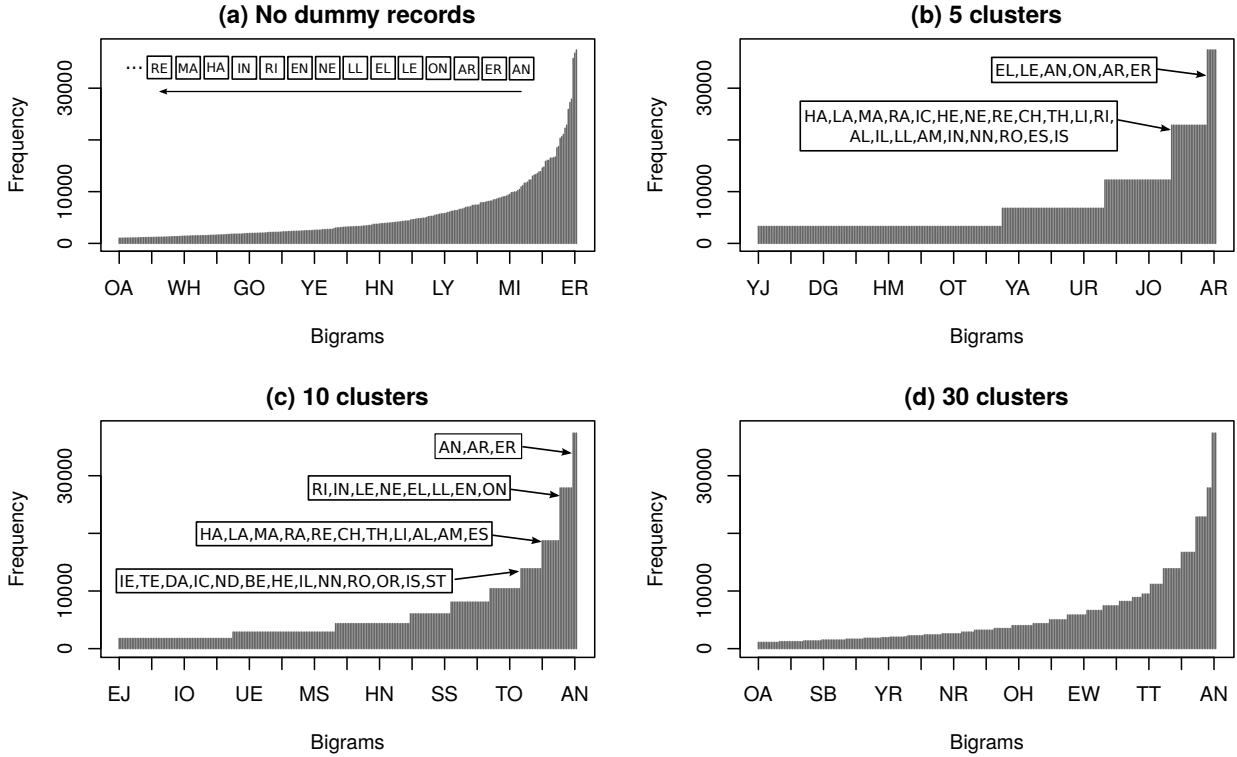 (a) No dummy records
Frequency
0 10000 30000
... RE MA HA IN RI EN NE LL EL LE ON AR ER AN
OA WH GO YE HN LY MI ER
Bigrams
(b) 5 clusters
Frequency
0 10000 30000
EL,LE,AN,ON,AR,ER
HA,LA,MA,RA,IC,HE,NE,RE,CH,TH,LI,RI,
AL,IL,LL,AM,IN,NN,RO,ES,IS
YJ DG HM OT YA UR JO AR
Bigrams
(c) 10 clusters
Frequency
0 10000 30000
AN,AR,ER
RI,IN,LE,NE,EL,LL,EN,ON
HA,LA,MA,RA,RE,CH,TH,LI,AL,AM,ES
IE,TE,DA,IC,ND,BE,HE,IL,NN,RO,OR,IS,ST
EJ IO UE MS HN SS TO AN
Bigrams
(d) 30 clusters
Frequency
0 10000 30000
OA SB YR NR OH EW TT AN
Bigrams